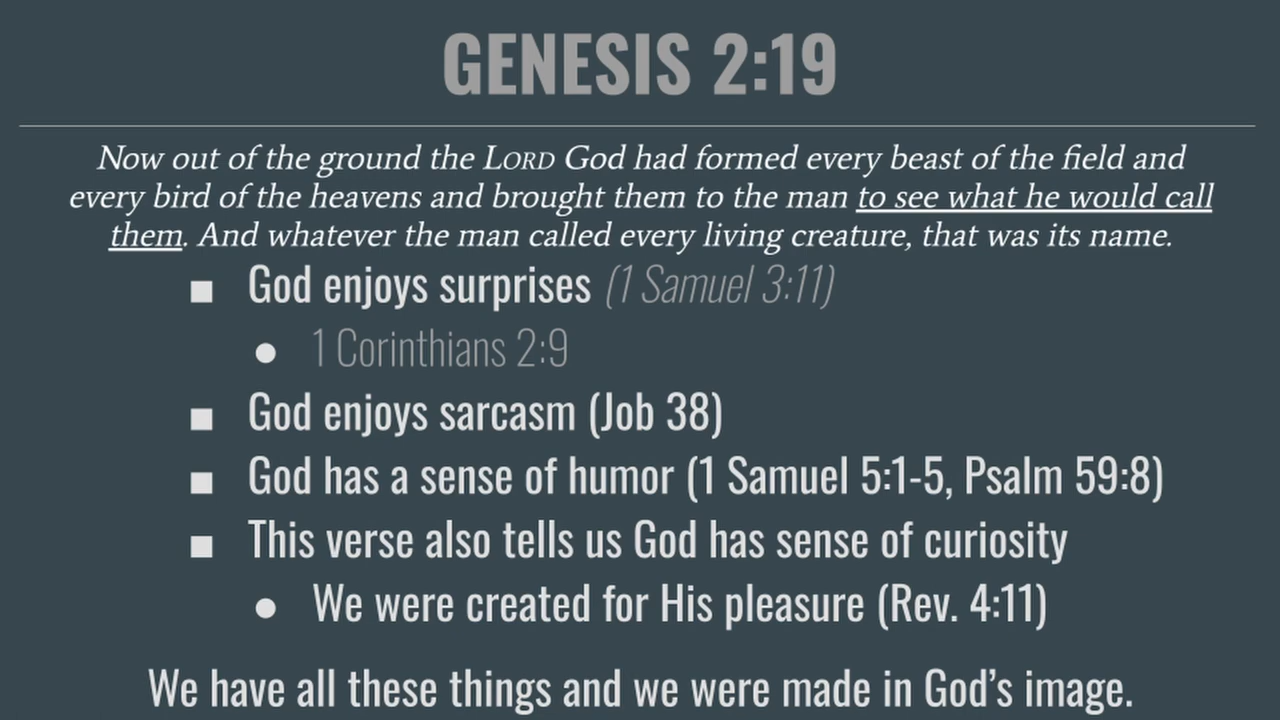 GENESIS 2:19
Now out of the ground the LORD God had formed every beast of the field and
every bird of the heavens and brought them to the man to see what he would call
them. And whatever the man called every living creature, that was its name.
■ God enjoys surprises (1 Samuel 3:11)
● 1 Corinthians 2:9
■ God enjoys sarcasm (Job 38)
■ God has a sense of humor (1 Samuel 5:1-5, Psalm 59:8)
■ This verse also tells us God has sense of curiosity
● We were created for His pleasure (Rev. 4:11)
We have all these things and we were made in God’s image.